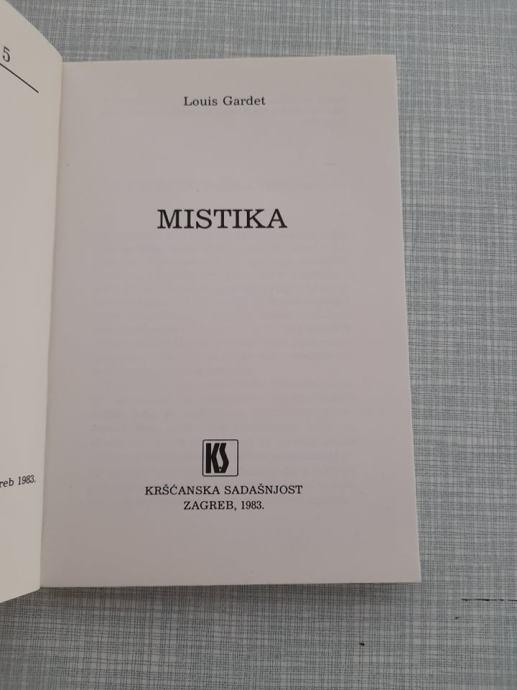 5
Louis Gardet
MISTIKA
KS
KRŠĆANSKA SADAŠNJOST
ZAGREB, 1983.
reb 1983.